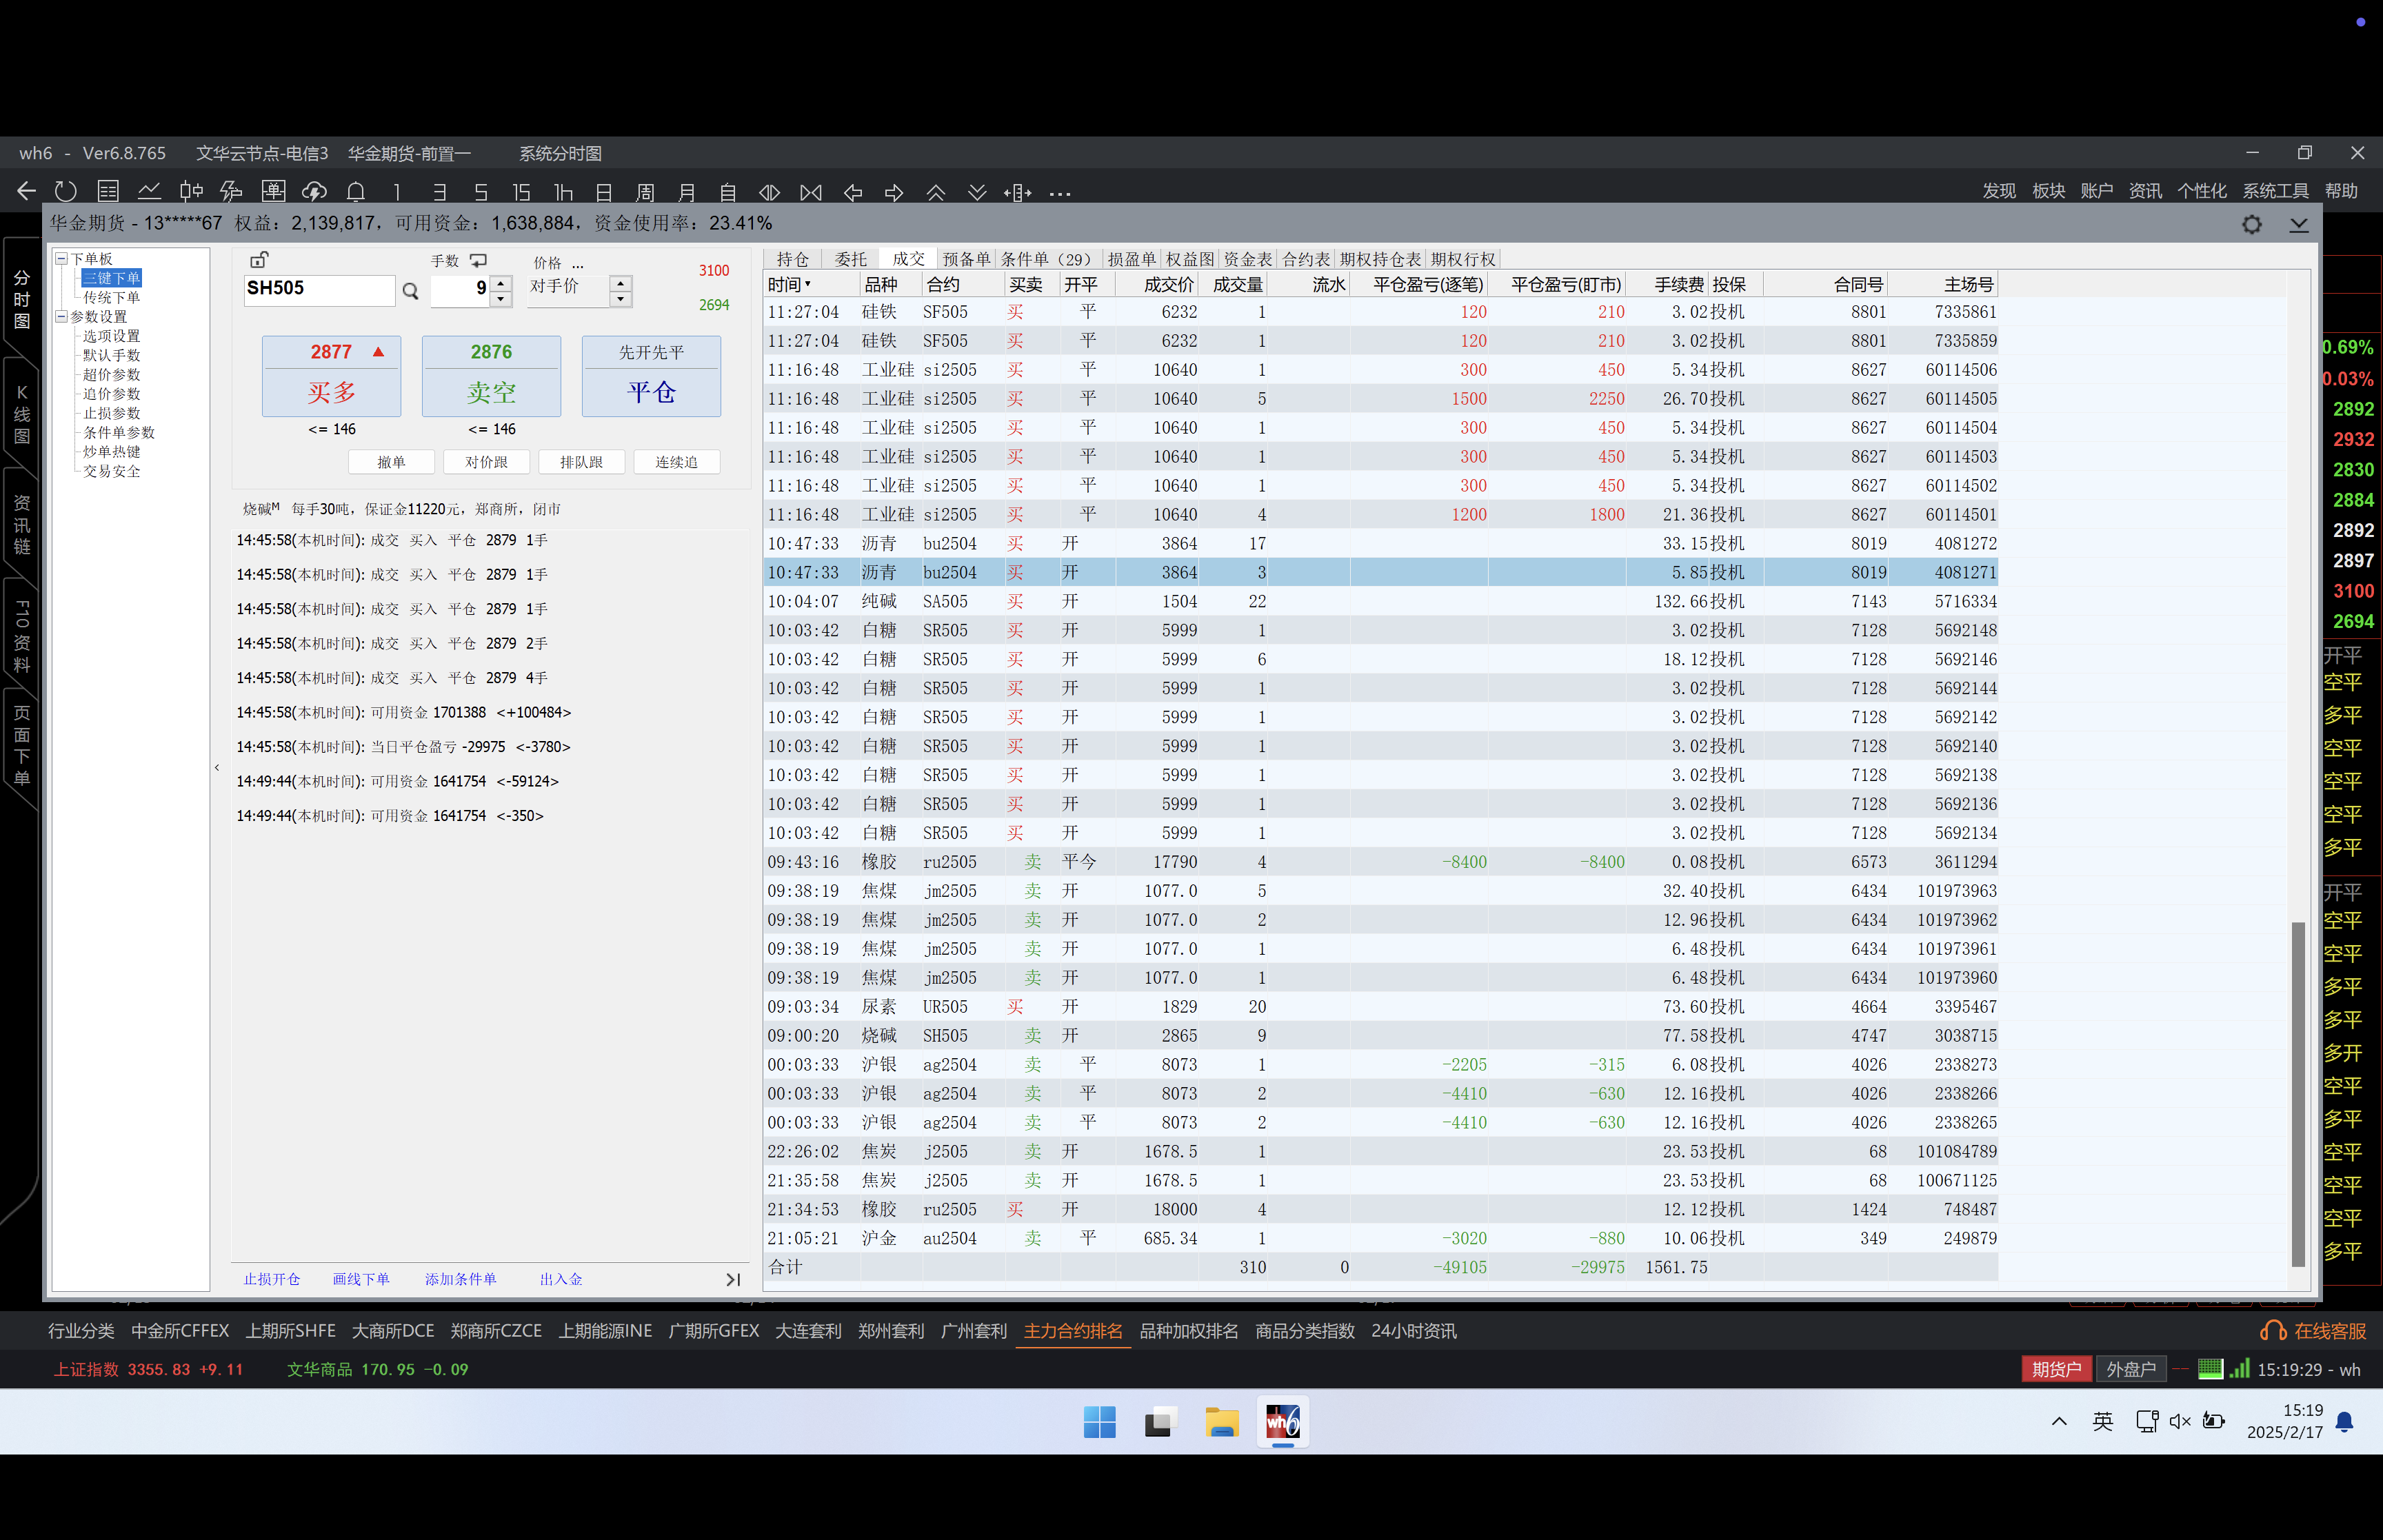 wh6 - Ver6.8.765 文华云节点-电信3 华金期货-前置一 系统分时图
1 3 5 15 1h 日 周 月 自 ... 发现 板块 账户 资讯 个性化 系统工具 帮助
华金期货 - 13*****67 权益：2,139,817，可用资金：1,638,884，资金使用率：23.41%
分时图
K线图
资讯链
F10资料
页面下单
下单板
三键下单
传统下单
参数设置
选项设置
默认手数
超价参数
追价参数
止损参数
条件单参数
炒单热键
交易安全
手数 价格 ...
SH505 9 对手价
3100
2694
2877 2876 先开先平
买多 卖空 平仓
<= 146 <= 146
撤单 对价跟 排队跟 连续追
烧碱M 每手30吨，保证金11220元，郑商所，闭市
14:45:58(本机时间): 成交 买入 平仓 2879 1手
14:45:58(本机时间): 成交 买入 平仓 2879 1手
14:45:58(本机时间): 成交 买入 平仓 2879 1手
14:45:58(本机时间): 成交 买入 平仓 2879 2手
14:45:58(本机时间): 成交 买入 平仓 2879 4手
14:45:58(本机时间): 可用资金 1701388 <+100484>
14:45:58(本机时间): 当日平仓盈亏 -29975 <-3780>
14:49:44(本机时间): 可用资金 1641754 <-59124>
14:49:44(本机时间): 可用资金 1641754 <-350>
止损开仓 画线下单 添加条件单 出入金
持仓 委托 成交 预备单 条件单（29） 损盈单 权益图 资金表 合约表 期权持仓表 期权行权
时间 品种 合约 买卖 开平 成交价 成交量 流水 平仓盈亏(逐笔) 平仓盈亏(盯市) 手续费 投保 合同号 主场号
11:27:04 硅铁 SF505 买 平 6232 1 120 210 3.02 投机 8801 7335861
11:27:04 硅铁 SF505 买 平 6232 1 120 210 3.02 投机 8801 7335859
11:16:48 工业硅 si2505 买 平 10640 1 300 450 5.34 投机 8627 60114506
11:16:48 工业硅 si2505 买 平 10640 5 1500 2250 26.70 投机 8627 60114505
11:16:48 工业硅 si2505 买 平 10640 1 300 450 5.34 投机 8627 60114504
11:16:48 工业硅 si2505 买 平 10640 1 300 450 5.34 投机 8627 60114503
11:16:48 工业硅 si2505 买 平 10640 1 300 450 5.34 投机 8627 60114502
11:16:48 工业硅 si2505 买 平 10640 4 1200 1800 21.36 投机 8627 60114501
10:47:33 沥青 bu2504 买 开 3864 17 33.15 投机 8019 4081272
10:47:33 沥青 bu2504 买 开 3864 3 5.85 投机 8019 4081271
10:04:07 纯碱 SA505 买 开 1504 22 132.66 投机 7143 5716334
10:03:42 白糖 SR505 买 开 5999 1 3.02 投机 7128 5692148
10:03:42 白糖 SR505 买 开 5999 6 18.12 投机 7128 5692146
10:03:42 白糖 SR505 买 开 5999 1 3.02 投机 7128 5692144
10:03:42 白糖 SR505 买 开 5999 1 3.02 投机 7128 5692142
10:03:42 白糖 SR505 买 开 5999 1 3.02 投机 7128 5692140
10:03:42 白糖 SR505 买 开 5999 1 3.02 投机 7128 5692138
10:03:42 白糖 SR505 买 开 5999 1 3.02 投机 7128 5692136
10:03:42 白糖 SR505 买 开 5999 1 3.02 投机 7128 5692134
09:43:16 橡胶 ru2505 卖 平今 17790 4 -8400 -8400 0.08 投机 6573 3611294
09:38:19 焦煤 jm2505 卖 开 1077.0 5 32.40 投机 6434 101973963
09:38:19 焦煤 jm2505 卖 开 1077.0 2 12.96 投机 6434 101973962
09:38:19 焦煤 jm2505 卖 开 1077.0 1 6.48 投机 6434 101973961
09:38:19 焦煤 jm2505 卖 开 1077.0 1 6.48 投机 6434 101973960
09:03:34 尿素 UR505 买 开 1829 20 73.60 投机 4664 3395467
09:00:20 烧碱 SH505 卖 开 2865 9 77.58 投机 4747 3038715
00:03:33 沪银 ag2504 卖 平 8073 1 -2205 -315 6.08 投机 4026 2338273
00:03:33 沪银 ag2504 卖 平 8073 2 -4410 -630 12.16 投机 4026 2338266
00:03:33 沪银 ag2504 卖 平 8073 2 -4410 -630 12.16 投机 4026 2338265
22:26:02 焦炭 j2505 卖 开 1678.5 1 23.53 投机 68 101084789
21:35:58 焦炭 j2505 卖 开 1678.5 1 23.53 投机 68 100671125
21:34:53 橡胶 ru2505 买 开 18000 4 12.12 投机 1424 748487
21:05:21 沪金 au2504 卖 平 685.34 1 -3020 -880 10.06 投机 349 249879
合计 310 0 -49105 -29975 1561.75
0.69%
0.03%
2892
2932
2830
2884
2892
2897
3100
2694
开平
空平
多平
空平
空平
空平
多平
开平
空平
空平
多平
多平
多开
空平
多平
空平
空平
空平
多平
行业分类 中金所CFFEX 上期所SHFE 大商所DCE 郑商所CZCE 上期能源INE 广期所GFEX 大连套利 郑州套利 广州套利 主力合约排名 品种加权排名 商品分类指数 24小时资讯 在线客服
上证指数 3355.83 +9.11 文华商品 170.95 -0.09 期货户 外盘户 15:19:29 - wh
wh6 英 15:19
2025/2/17